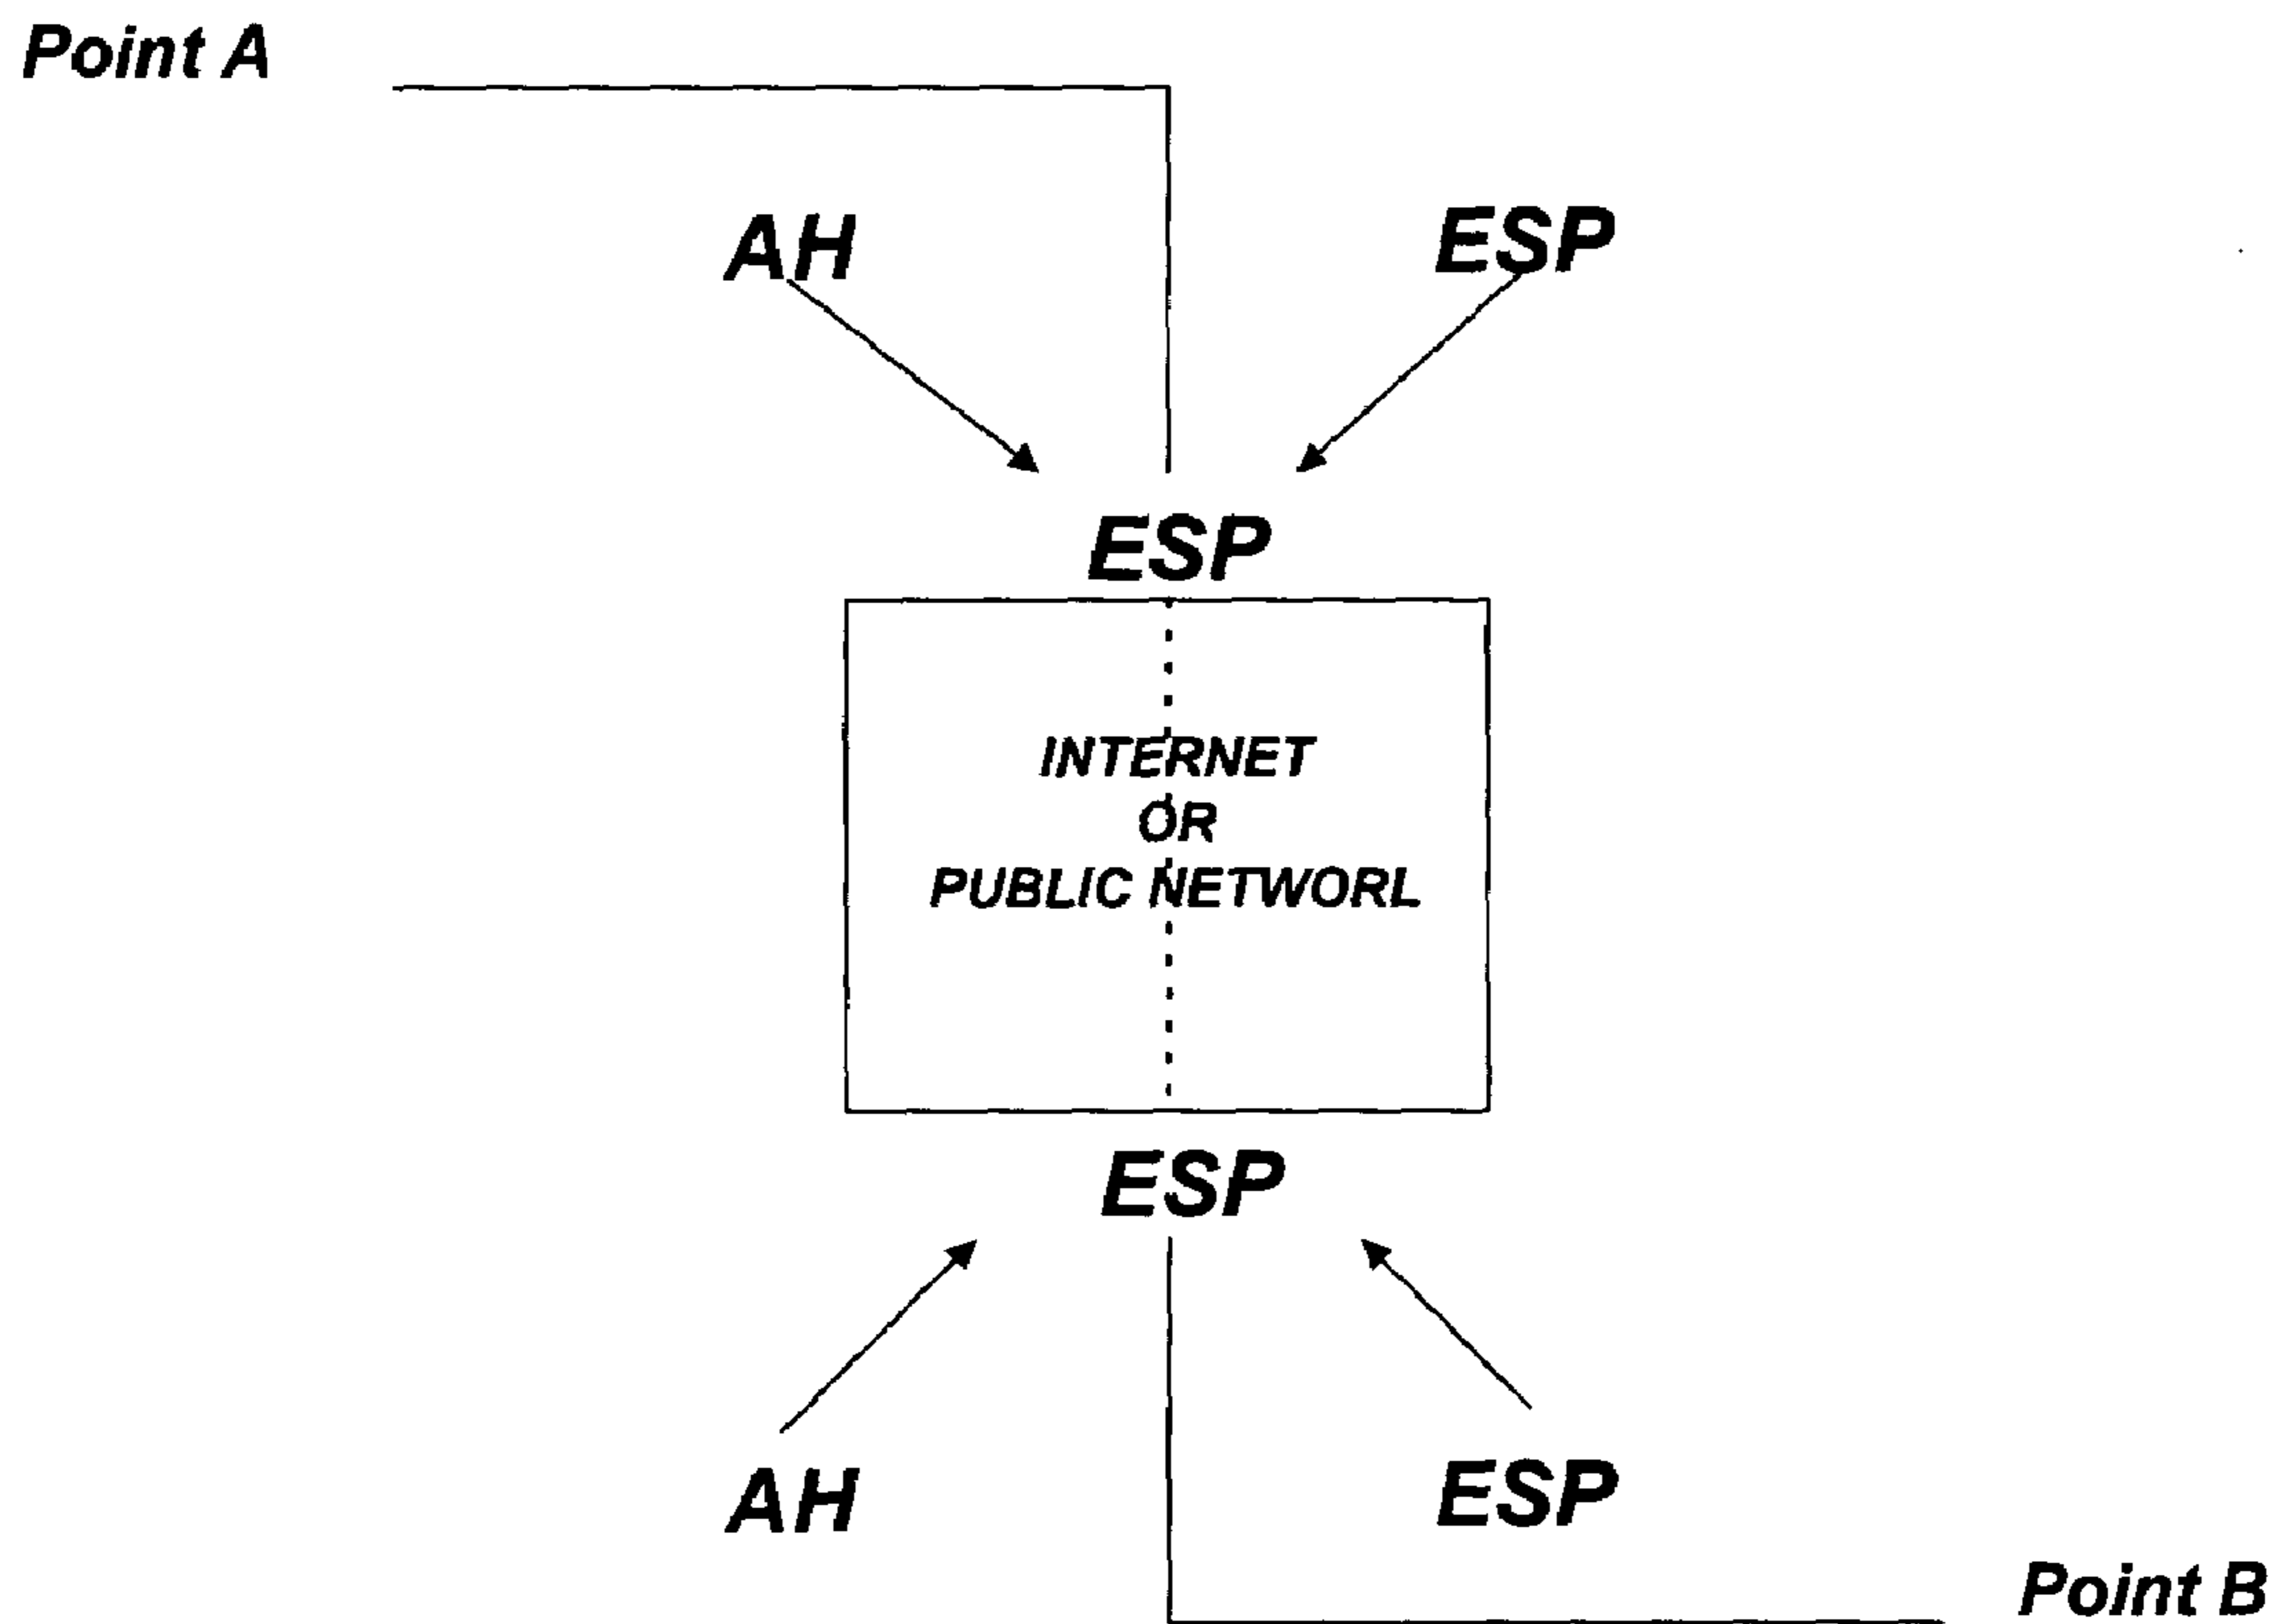 Point A
AH
ESP
ESP
INTERNET
OR
PUBLIC NETWORL
ESP
AH
ESP
Point B